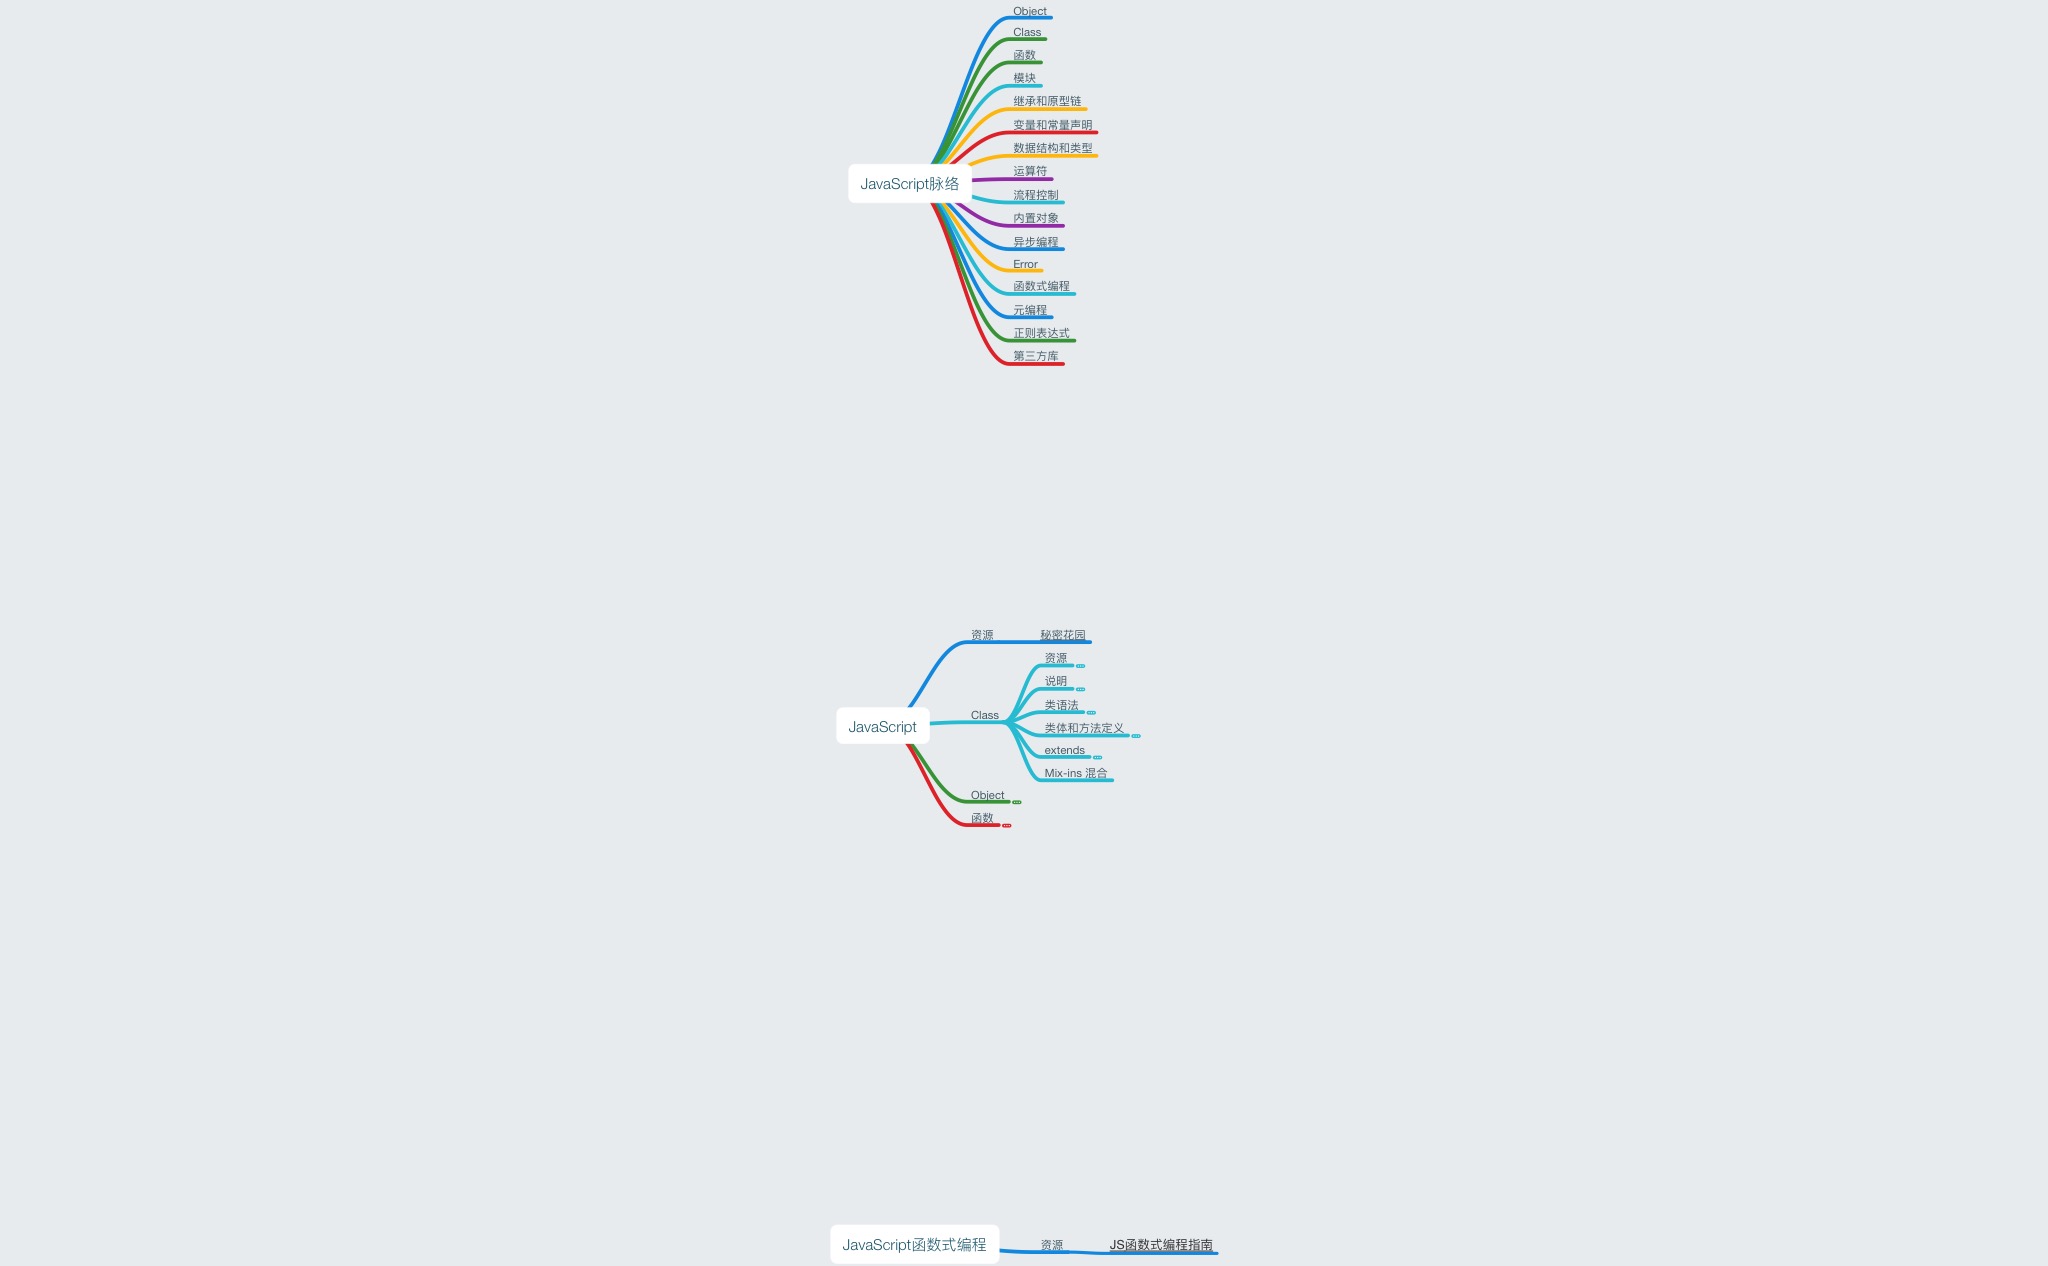 Object
Class
函数
模块
继承和原型链
变量和常量声明
数据结构和类型
运算符
JavaScript脉络
流程控制
内置对象
异步编程
Error
函数式编程
元编程
正则表达式
第三方库
资源
秘密花园
资源
说明
类语法
Class
JavaScript
类体和方法定义
extends
Mix-ins 混合
Object
函数
JavaScript函数式编程
资源
JS函数式编程指南